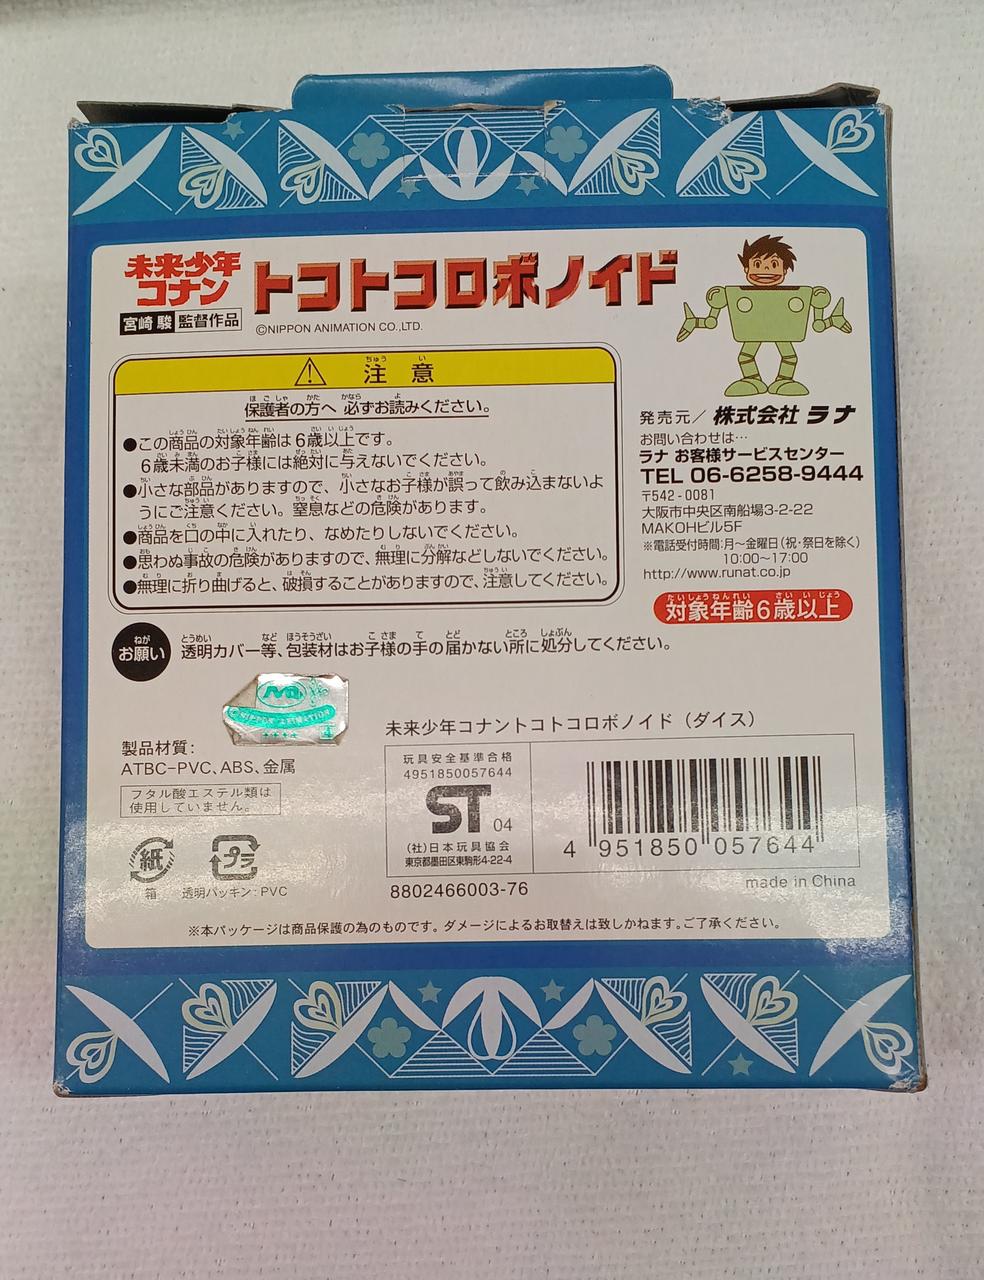 未来少年
コナン
宮崎 駿 監督作品
トコトコロボノイド
©NIPPON ANIMATION CO.,LTD.
⚠ 注意
保護者の方へ 必ずお読みください。
●この商品の対象年齢は6歳以上です。
6歳未満のお子様には絶対に与えないでください。
●小さな部品がありますので、小さなお子様が誤って飲み込まないよ
うにご注意ください。窒息などの危険があります。
●商品を口の中に入れたり、なめたりしないでください。
●思わぬ事故の危険がありますので、無理に分解などしないでください。
●無理に折り曲げると、破損することがありますので、注意してください。
発売元/株式会社 ラナ
お問い合わせは…
ラナ お客様サービスセンター
TEL 06-6258-9444
〒542-0081
大阪市中央区南船場3-2-22
MAKOHビル5F
※電話受付時間:月〜金曜日(祝・祭日を除く)
10:00〜17:00
http://www.runat.co.jp
対象年齢6歳以上
お願い
透明カバー等、包装材はお子様の手の届かない所に処分してください。
NIPPON ANIMATION
製品材質:
ATBC-PVC、ABS、金属
フタル酸エステル類は
使用していません。
紙
箱
プラ
透明パッキン:PVC
未来少年コナントコトコロボノイド(ダイス)
玩具安全基準合格
4951850057644
ST 04
(社)日本玩具協会
東京都墨田区東駒形4-22-4
4 951850 057644
8802466003-76
made in China
※本パッケージは商品保護の為のものです。ダメージによるお取替えは致しかねます。ご了承ください。